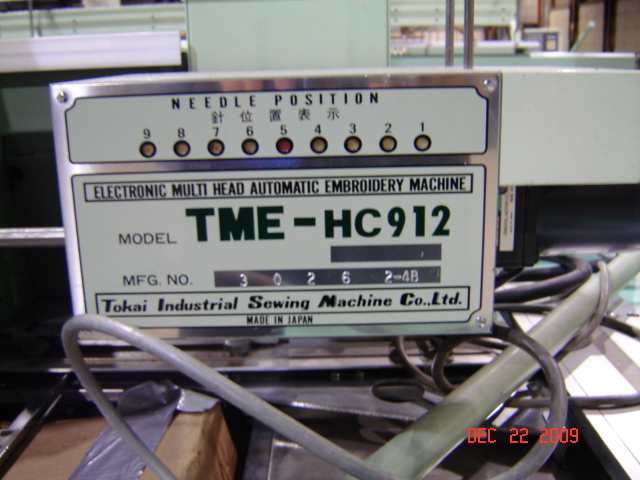 NEEDLE POSITION
針位置表示
9 8 7 6 5 4 3 2 1
ELECTRONIC MULTI HEAD AUTOMATIC EMBROIDERY MACHINE
MODEL TME-HC912
MFG. NO. 3 0 2 6 2-4B
Tokai Industrial Sewing Machine Co.,Ltd.
MADE IN JAPAN
DEC 22 2009